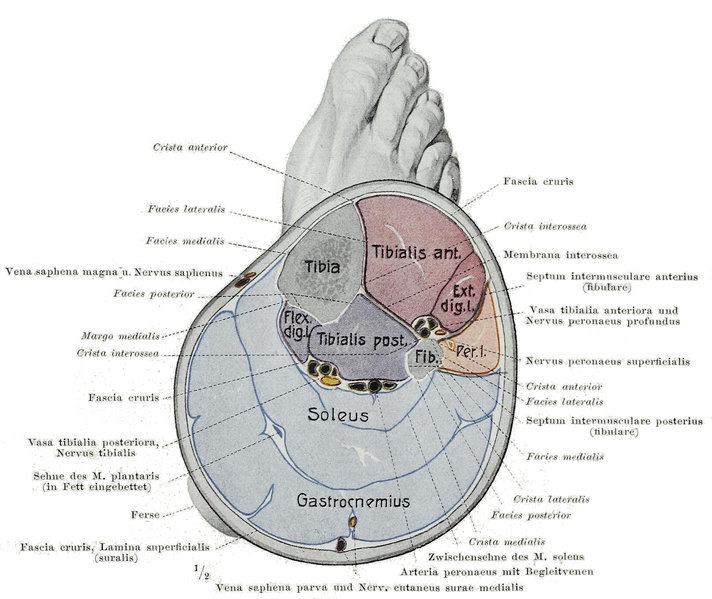 Crista anterior
Facies lateralis
Facies medialis
Vena saphena magna u. Nervus saphenus
Facies posterior
Margo medialis
Crista interossea
Fascia cruris
Vasa tibialia posteriora,
Nervus tibialis
Sehne des M. plantaris
(in Fett eingebettet)
Ferse
Fascia cruris, Lamina superficialis
(suralis)
1/2
Tibia
Tibialis ant.
Ext.
dig.l.
Flex.
dig.l.
Tibialis post.
Fib.
Per.l.
Soleus
Gastrocnemius
Fascia cruris
Crista interossea
Membrana interossea
Septum intermusculare anterius
(fibulare)
Vasa tibialia anteriora und
Nervus peronaeus profundus
Nervus peronaeus superficialis
Crista anterior
Facies lateralis
Septum intermusculare posterius
(fibulare)
Facies medialis
Crista lateralis
Facies posterior
Crista medialis
Zwischensehne des M. soleus
Arteria peronaeus mit Begleitvenen
Vena saphena parva und Nerv. cutaneus surae medialis